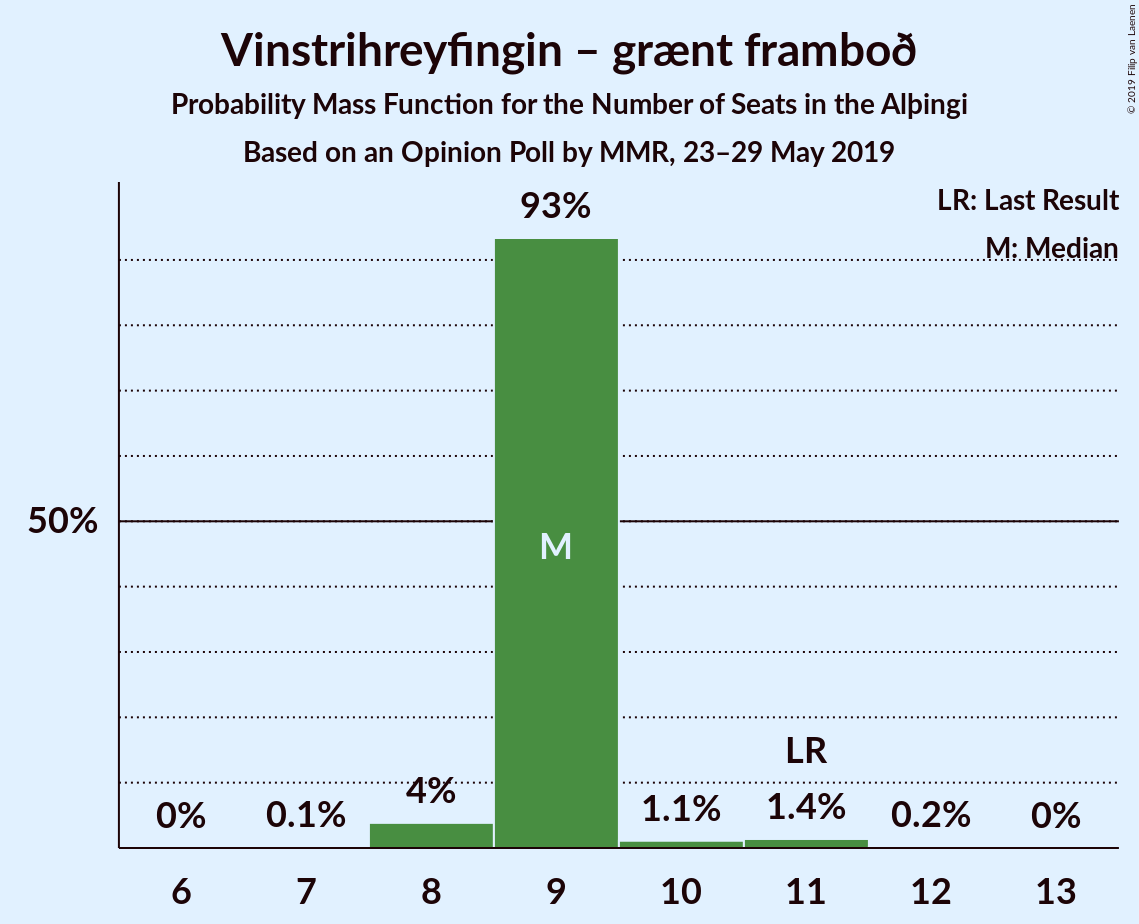 Vinstrihreyfingin – grænt framboð
Probability Mass Function for the Number of Seats in the Alþingi
Based on an Opinion Poll by MMR, 23–29 May 2019
© 2019 Filip van Laenen
LR: Last Result
M: Median
93%
50%
M
LR
0%
0.1%
4%
1.1%
1.4%
0.2%
0%
6 7 8 9 10 11 12 13